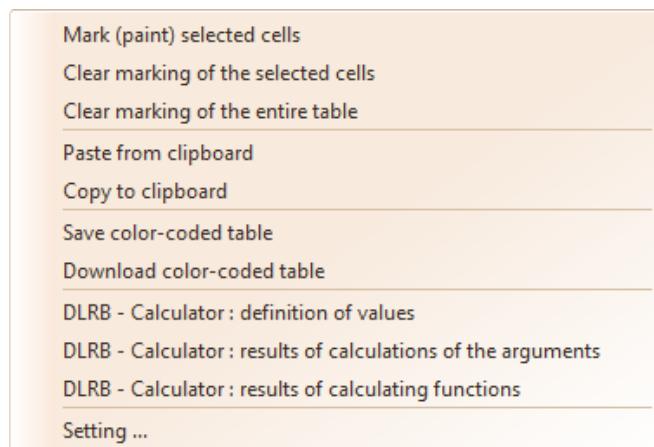 Mark (paint) selected cells
Clear marking of the selected cells
Clear marking of the entire table
Paste from clipboard
Copy to clipboard
Save color-coded table
Download color-coded table
DLRB - Calculator : definition of values
DLRB - Calculator : results of calculations of the arguments
DLRB - Calculator : results of calculating functions
Setting ...